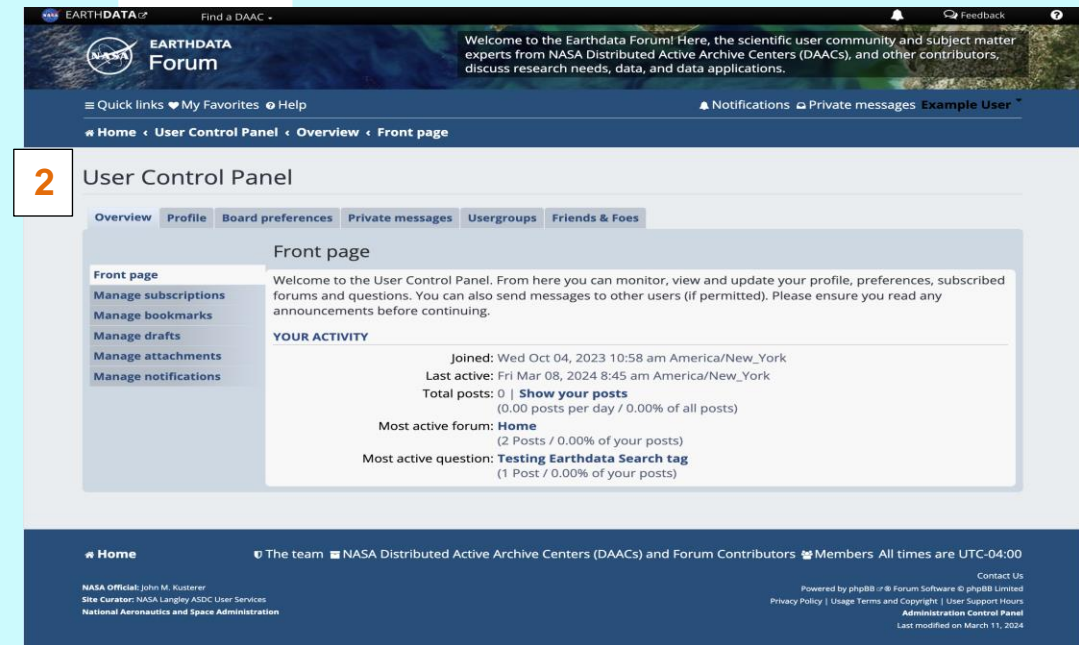 EARTHDATA Find a DAAC Feedback
EARTHDATA
Forum
Welcome to the Earthdata Forum! Here, the scientific user community and subject matter
experts from NASA Distributed Active Archive Centers (DAACs), and other contributors,
discuss research needs, data, and data applications.
Quick links My Favorites Help Notifications Private messages Example User
Home ‹ User Control Panel ‹ Overview ‹ Front page
2
User Control Panel
Overview Profile Board preferences Private messages Usergroups Friends & Foes
Front page
Front page
Manage subscriptions
Manage bookmarks
Manage drafts
Manage attachments
Manage notifications
Welcome to the User Control Panel. From here you can monitor, view and update your profile, preferences, subscribed
forums and questions. You can also send messages to other users (if permitted). Please ensure you read any
announcements before continuing.
YOUR ACTIVITY
Joined: Wed Oct 04, 2023 10:58 am America/New_York
Last active: Fri Mar 08, 2024 8:45 am America/New_York
Total posts: 0 | Show your posts
(0.00 posts per day / 0.00% of all posts)
Most active forum: Home
(2 Posts / 0.00% of your posts)
Most active question: Testing Earthdata Search tag
(1 Post / 0.00% of your posts)
Home The team NASA Distributed Active Archive Centers (DAACs) and Forum Contributors Members All times are UTC-04:00
NASA Official: John M. Kusterer
Site Curator: NASA Langley ASDC User Services
National Aeronautics and Space Administration
Contact Us
Powered by phpBB ® Forum Software © phpBB Limited
Privacy Policy | Usage Terms and Copyright | User Support Hours
Administration Control Panel
Last modified on March 11, 2024